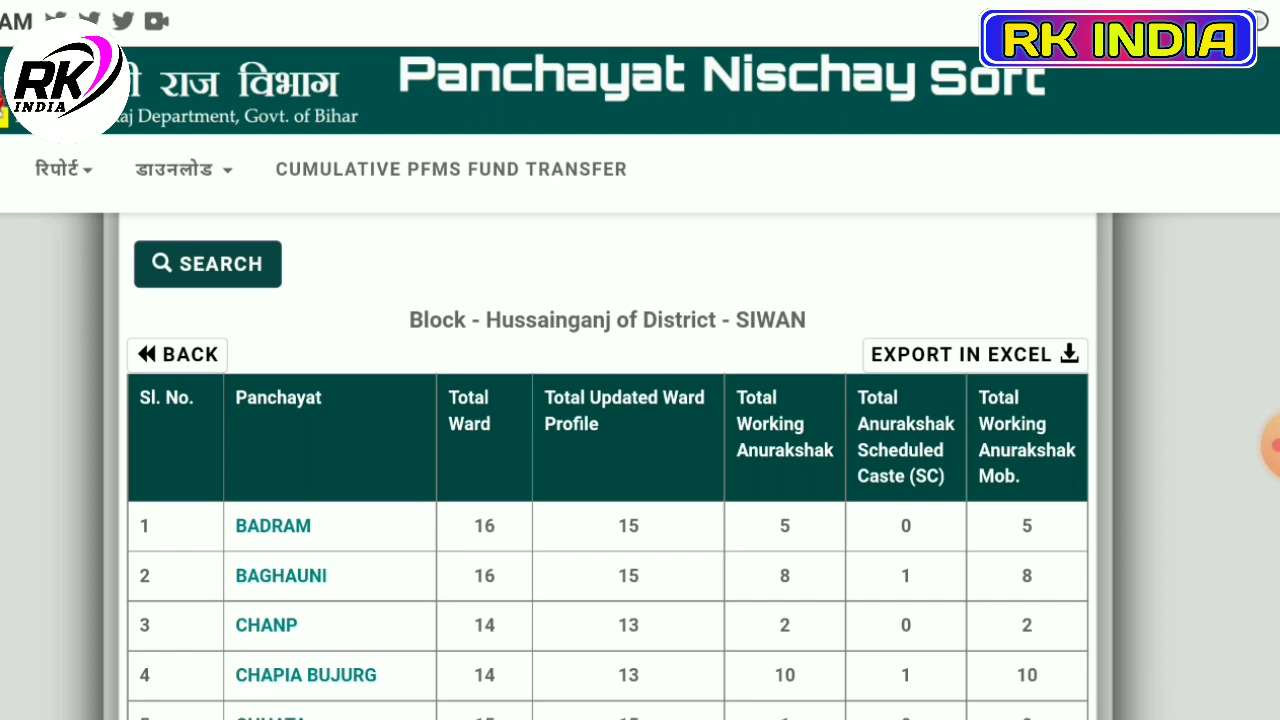 AM
RK INDIA
RK
INDIA
राज विभाग
Panchayat Nischay Soft
aj Department, Govt. of Bihar
रिपोर्ट
डाउनलोड
CUMULATIVE PFMS FUND TRANSFER
SEARCH
Block - Hussainganj of District - SIWAN
BACK
EXPORT IN EXCEL
Sl. No. Panchayat Total Ward Total Updated Ward Profile Total Working Anurakshak Total Anurakshak Scheduled Caste (SC) Total Working Anurakshak Mob.
1 BADRAM 16 15 5 0 5
2 BAGHAUNI 16 15 8 1 8
3 CHANP 14 13 2 0 2
4 CHAPIA BUJURG 14 13 10 1 10